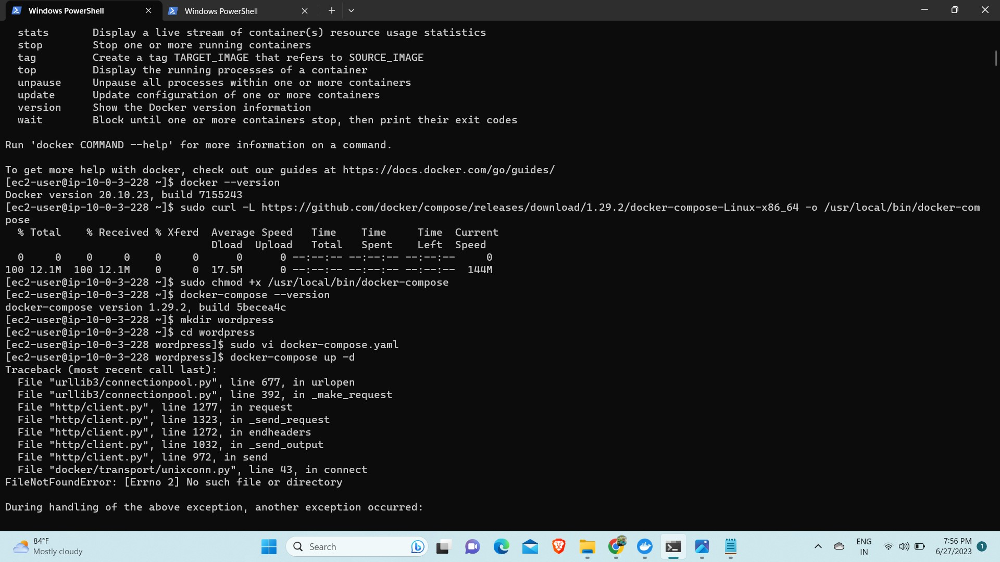 Windows PowerShell
Windows PowerShell
stats       Display a live stream of container(s) resource usage statistics
stop        Stop one or more running containers
tag         Create a tag TARGET_IMAGE that refers to SOURCE_IMAGE
top         Display the running processes of a container
unpause     Unpause all processes within one or more containers
update      Update configuration of one or more containers
version     Show the Docker version information
wait        Block until one or more containers stop, then print their exit codes
Run 'docker COMMAND --help' for more information on a command.
To get more help with docker, check out our guides at https://docs.docker.com/go/guides/
[ec2-user@ip-10-0-3-228 ~]$ docker --version
Docker version 20.10.23, build 7155243
[ec2-user@ip-10-0-3-228 ~]$ sudo curl -L https://github.com/docker/compose/releases/download/1.29.2/docker-compose-Linux-x86_64 -o /usr/local/bin/docker-com
pose
  % Total    % Received % Xferd  Average Speed   Time    Time     Time  Current
                                 Dload  Upload   Total   Spent    Left  Speed
  0     0    0     0    0     0      0      0 --:--:-- --:--:-- --:--:--     0
100 12.1M  100 12.1M    0     0  17.5M      0 --:--:-- --:--:-- --:--:--  144M
[ec2-user@ip-10-0-3-228 ~]$ sudo chmod +x /usr/local/bin/docker-compose
[ec2-user@ip-10-0-3-228 ~]$ docker-compose --version
docker-compose version 1.29.2, build 5becea4c
[ec2-user@ip-10-0-3-228 ~]$ mkdir wordpress
[ec2-user@ip-10-0-3-228 ~]$ cd wordpress
[ec2-user@ip-10-0-3-228 wordpress]$ sudo vi docker-compose.yaml
[ec2-user@ip-10-0-3-228 wordpress]$ docker-compose up -d
Traceback (most recent call last):
  File "urllib3/connectionpool.py", line 677, in urlopen
  File "urllib3/connectionpool.py", line 392, in _make_request
  File "http/client.py", line 1277, in request
  File "http/client.py", line 1323, in _send_request
  File "http/client.py", line 1272, in endheaders
  File "http/client.py", line 1032, in _send_output
  File "http/client.py", line 972, in send
  File "docker/transport/unixconn.py", line 43, in connect
FileNotFoundError: [Errno 2] No such file or directory
During handling of the above exception, another exception occurred:
84°F
Mostly cloudy
Search
ENG
IN
7:56 PM
6/27/2023
1